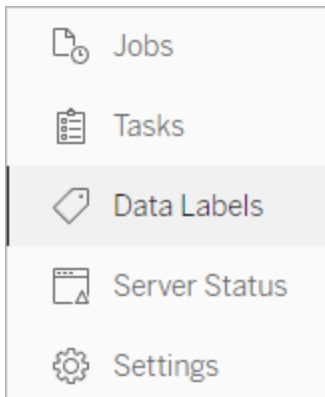 Jobs
Tasks
Data Labels
Server Status
Settings